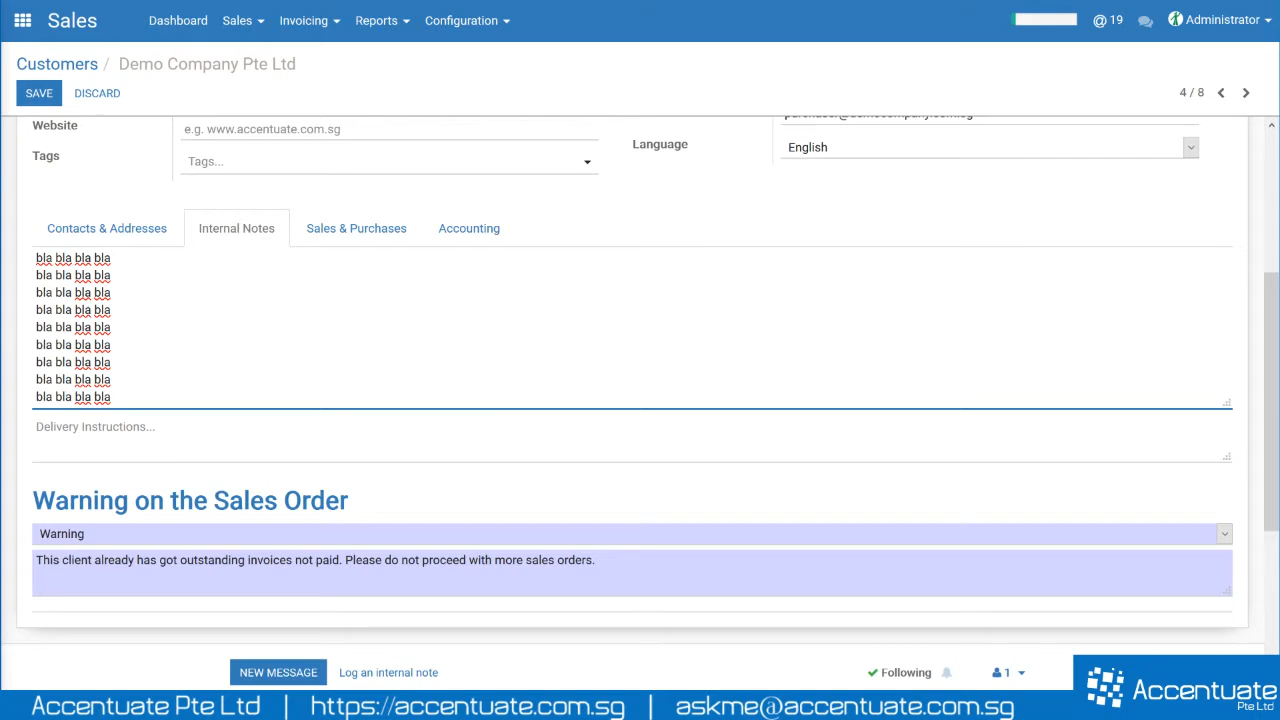 Sales
Dashboard Sales Invoicing Reports Configuration
@ 19
Administrator
Customers / Demo Company Pte Ltd
SAVE DISCARD
4 / 8
Website
e.g. www.accentuate.com.sg
Tags
Tags...
Language
English
Contacts & Addresses Internal Notes Sales & Purchases Accounting
bla bla bla bla
bla bla bla bla
bla bla bla bla
bla bla bla bla
bla bla bla bla
bla bla bla bla
bla bla bla bla
bla bla bla bla
bla bla bla bla
Delivery Instructions...
Warning on the Sales Order
Warning
This client already has got outstanding invoices not paid. Please do not proceed with more sales orders.
NEW MESSAGE Log an internal note
Following
1
Accentuate
Pte Ltd
Accentuate Pte Ltd | https://accentuate.com.sg | askme@accentuate.com.sg